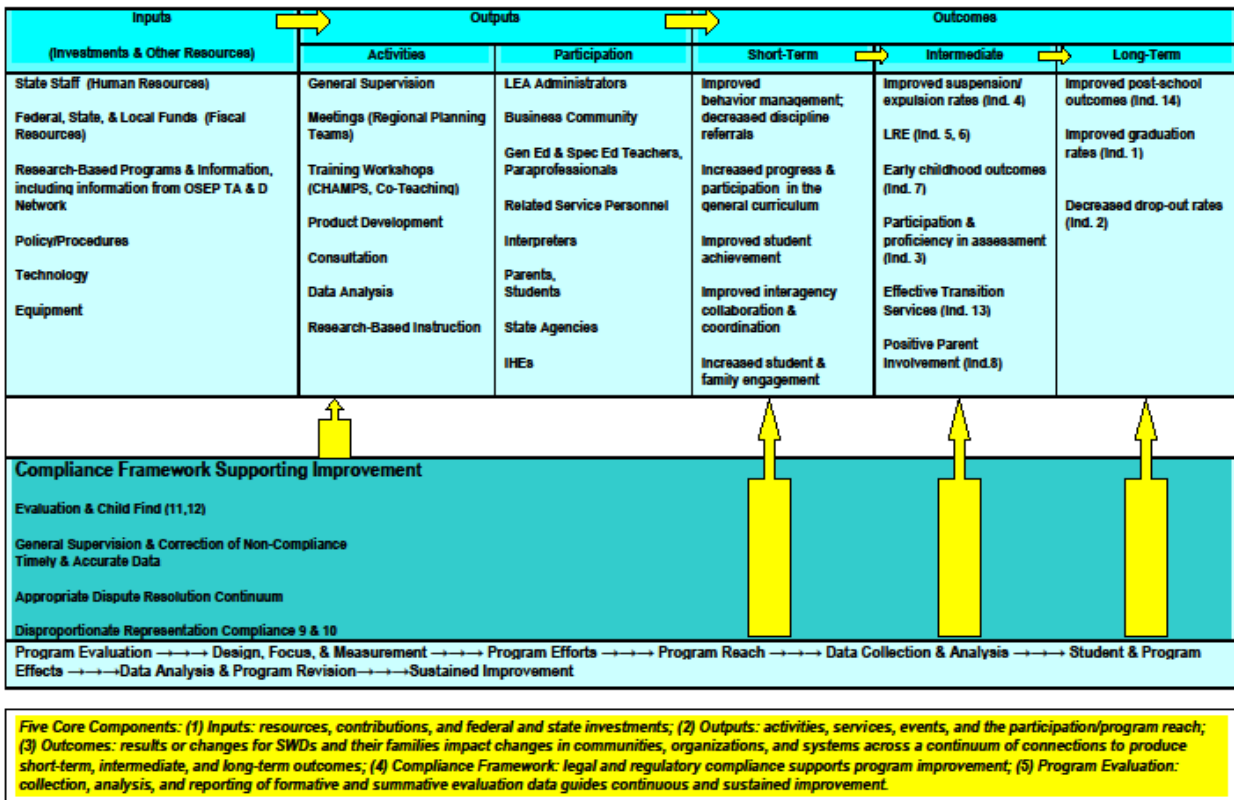 Inputs
(Investments & Other Resources)
Outputs
Outcomes
Activities
Participation
Short-Term
Intermediate
Long-Term
State Staff (Human Resources)
Federal, State, & Local Funds (Fiscal
Resources)
Research-Based Programs & Information,
including information from OSEP TA & D
Network
Policy/Procedures
Technology
Equipment
General Supervision
Meetings (Regional Planning
Teams)
Training Workshops
(CHAMPS, Co-Teaching)
Product Development
Consultation
Data Analysis
Research-Based Instruction
LEA Administrators
Business Community
Gen Ed & Spec Ed Teachers,
Paraprofessionals
Related Service Personnel
Interpreters
Parents,
Students
State Agencies
IHEs
Improved
behavior management;
decreased discipline
referrals
Increased progress &
participation in the
general curriculum
Improved student
achievement
Improved interagency
collaboration &
coordination
Increased student &
family engagement
Improved suspension/
expulsion rates (Ind. 4)
LRE (Ind. 5, 6)
Early childhood outcomes
(Ind. 7)
Participation &
proficiency in assessment
(Ind. 3)
Effective Transition
Services (Ind. 13)
Positive Parent
Involvement (Ind.8)
Improved post-school
outcomes (Ind. 14)
Improved graduation
rates (Ind. 1)
Decreased drop-out rates
(Ind. 2)
Compliance Framework Supporting Improvement
Evaluation & Child Find (11,12)
General Supervision & Correction of Non-Compliance
Timely & Accurate Data
Appropriate Dispute Resolution Continuum
Disproportionate Representation Compliance 9 & 10
Program Evaluation →→→ Design, Focus, & Measurement →→→ Program Efforts →→→ Program Reach →→→ Data Collection & Analysis →→→ Student & Program
Effects →→→Data Analysis & Program Revision→→→Sustained Improvement
Five Core Components: (1) Inputs: resources, contributions, and federal and state investments; (2) Outputs: activities, services, events, and the participation/program reach;
(3) Outcomes: results or changes for SWDs and their families impact changes in communities, organizations, and systems across a continuum of connections to produce
short-term, intermediate, and long-term outcomes; (4) Compliance Framework: legal and regulatory compliance supports program improvement; (5) Program Evaluation:
collection, analysis, and reporting of formative and summative evaluation data guides continuous and sustained improvement.